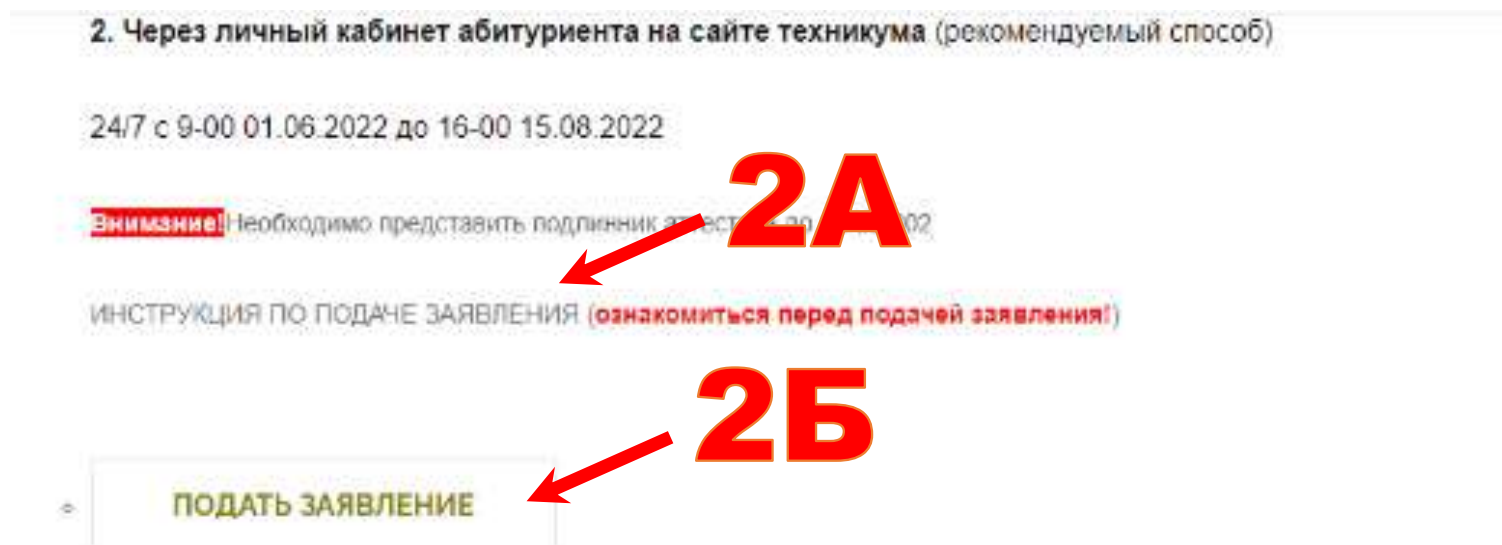 2. Через личный кабинет абитуриента на сайте техникума (рекомендуемый способ)
24/7 с 9-00 01.06.2022 до 16-00 15.08.2022
2А
Внимание! Необходимо представить подлинник до
ИНСТРУКЦИЯ ПО ПОДАЧЕ ЗАЯВЛЕНИЯ (ознакомиться перед подачей заявления!)
2Б
ПОДАТЬ ЗАЯВЛЕНИЕ